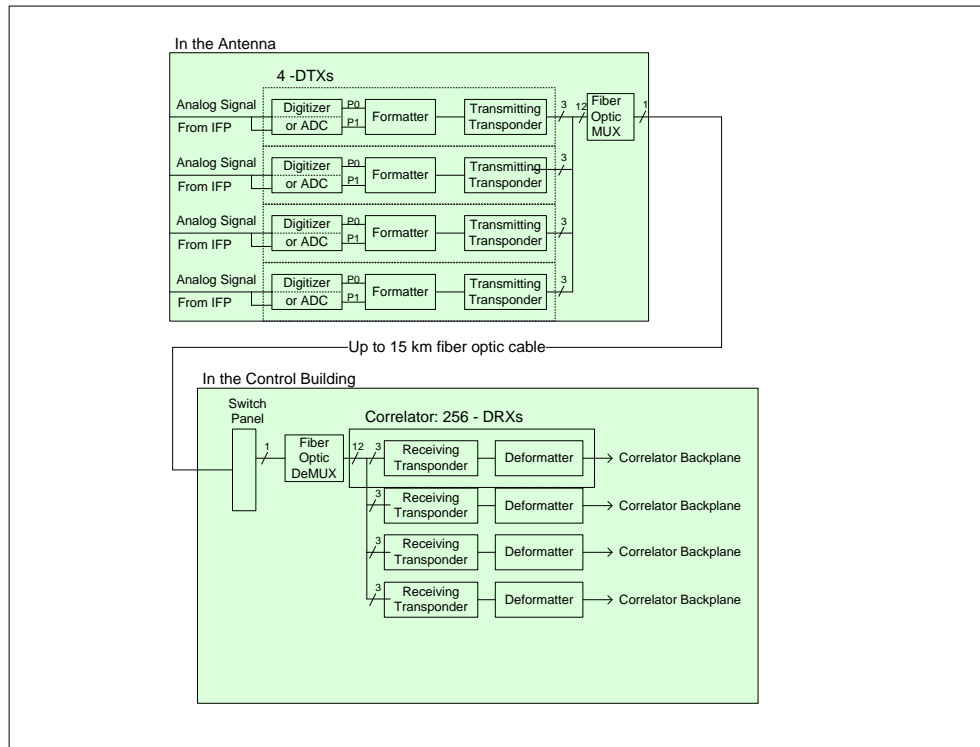 In the Antenna
4 -DTXs
Analog Signal
From IFP
Digitizer
or ADC
P0
P1
Formatter
Transmitting
Transponder
3
12
Fiber
Optic
MUX
1
Analog Signal
From IFP
Digitizer
or ADC
P0
P1
Formatter
Transmitting
Transponder
3
Analog Signal
From IFP
Digitizer
or ADC
P0
P1
Formatter
Transmitting
Transponder
3
Analog Signal
From IFP
Digitizer
or ADC
P0
P1
Formatter
Transmitting
Transponder
3
Up to 15 km fiber optic cable
In the Control Building
Switch
Panel
1
Fiber
Optic
DeMUX
12
Correlator: 256 - DRXs
3
Receiving
Transponder
Deformatter
Correlator Backplane
3
Receiving
Transponder
Deformatter
Correlator Backplane
3
Receiving
Transponder
Deformatter
Correlator Backplane
3
Receiving
Transponder
Deformatter
Correlator Backplane